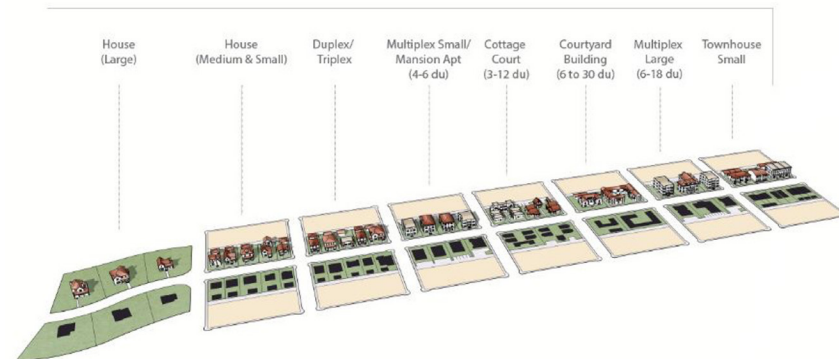 House
(Large)
House
(Medium & Small)
Duplex/
Triplex
Multiplex Small/
Mansion Apt
(4-6 du)
Cottage
Court
(3-12 du)
Courtyard
Building
(6 to 30 du)
Multiplex
Large
(6-18 du)
Townhouse
Small